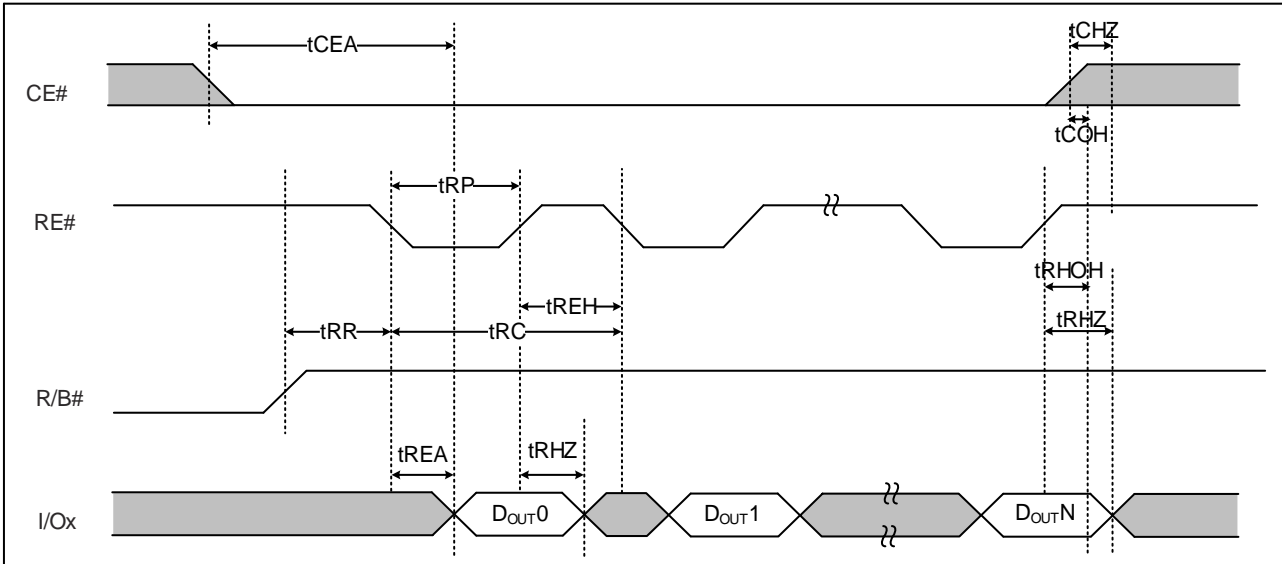 tCEA
tCHZ
CE#
tCOH
tRP
RE#
tRHOH
tREH
tRHZ
tRR
tRC
R/B#
tREA
tRHZ
I/Ox
DOUT0
DOUT1
DOUTN